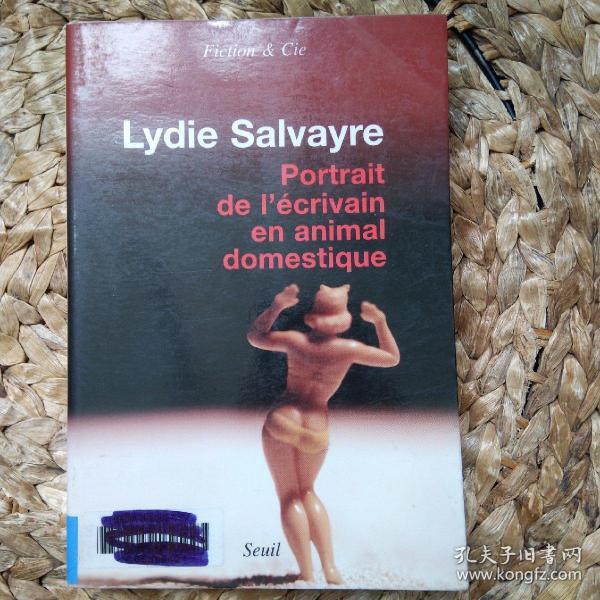 Fiction & Cie
Lydie Salvayre
Portrait
de l'écrivain
en animal
domestique
Seuil
孔夫子旧书网
www.kongfz.com